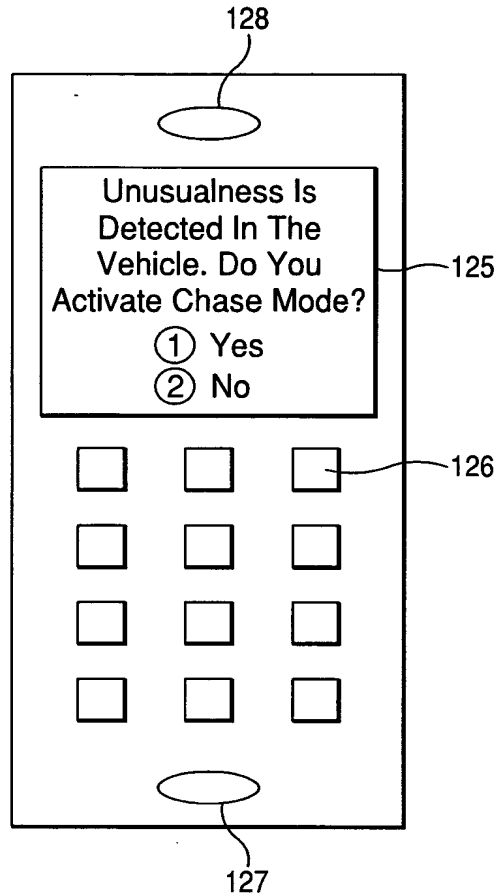 128
Unusualness Is
Detected In The
Vehicle. Do You
Activate Chase Mode?
1 Yes
2 No
125
126
127